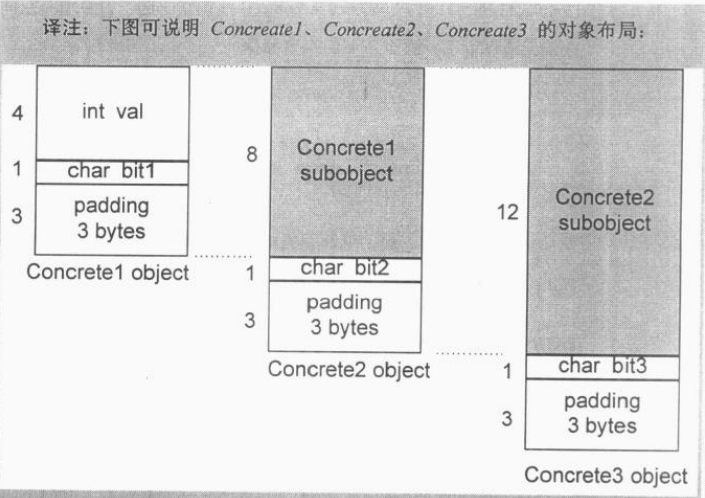 译注：下图可说明 Concreate1、Concreate2、Concreate3 的对象布局：
4
int val
1
char bit1
3
padding
3 bytes
Concrete1 object
8
Concrete1
subobject
1
char bit2
3
padding
3 bytes
Concrete2 object
12
Concrete2
subobject
1
char bit3
3
padding
3 bytes
Concrete3 object